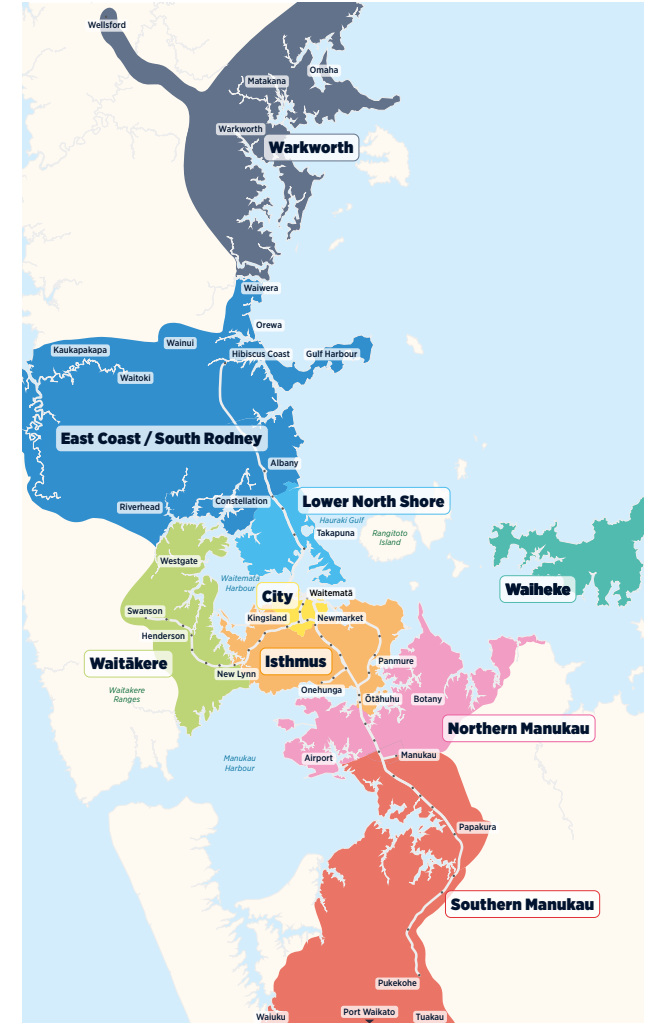 Wellsford
Omaha
Matakana
Warkworth
Warkworth
Waiwera
Orewa
Wainui
Kaukapakapa
Hibiscus Coast
Gulf Harbour
Waitoki
East Coast / South Rodney
Albany
Constellation
Lower North Shore
Riverhead
Hauraki Gulf
Takapuna
Rangitoto
Island
Westgate
Waitematā
Harbour
Waiheke
City
Waitematā
Swanson
Kingsland
Newmarket
Henderson
Waitākere
Isthmus
Panmure
New Lynn
Onehunga
Waitakere
Ranges
Ōtāhuhu
Botany
Northern Manukau
Airport
Manukau
Manukau
Harbour
Papakura
Southern Manukau
Pukekohe
Port Waikato
Waiuku
Tuakau